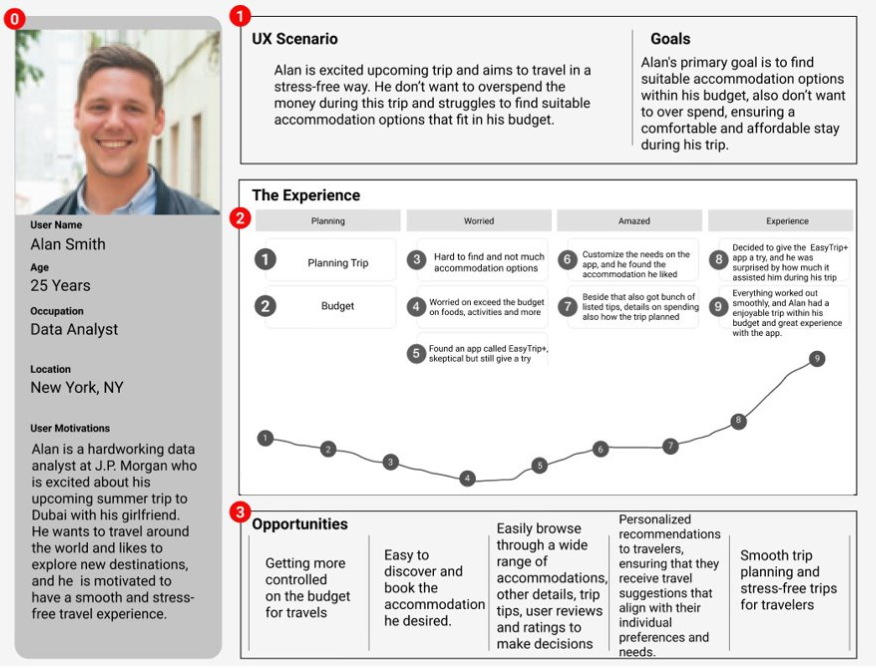 0
User Name
Alan Smith
Age
25 Years
Occupation
Data Analyst
Location
New York, NY
User Motivations
Alan is a hardworking data
analyst at J.P. Morgan who
is excited about his
upcoming summer trip to
Dubai with his girlfriend.
He wants to travel around
the world and likes to
explore new destinations,
and he is motivated to
have a smooth and stress-
free travel experience.
1
UX Scenario
Alan is excited upcoming trip and aims to travel in a
stress-free way. He don't want to overspend the
money during this trip and struggles to find suitable
accommodation options that fit in his budget.
Goals
Alan's primary goal is to find
suitable accommodation options
within his budget, also don't want
to over spend, ensuring a
comfortable and affordable stay
during his trip.
2
The Experience
Planning
1
Planning Trip
2
Budget
Worried
3
Hard to find and not much
accommodation options
4
Worried on exceed the budget
on foods, activities and more
5
Found an app called EasyTrip+,
skeptical but still give a try
Amazed
6
Customize the needs on the
app, and he found the
accommodation he liked
7
Beside that also got bunch of
listed tips, details on spending
also how the trip planned
Experience
8
Decided to give the EasyTrip+
app a try, and he was
surprised by how much it
assisted him during his trip
9
Everything worked out
smoothly, and Alan had a
enjoyable trip within his
budget and great experience
with the app.
1
2
3
4
5
6
7
8
9
3
Opportunities
Getting more
controlled
on the budget
for travels
Easy to
discover and
book the
accommodation
he desired.
Easily browse
through a wide
range of
accommodations,
other details, trip
tips, user reviews
and ratings to
make decisions
Personalized
recommendations
to travelers,
ensuring that they
receive travel
suggestions that
align with their
individual
preferences and
needs.
Smooth trip
planning and
stress-free trips
for travelers